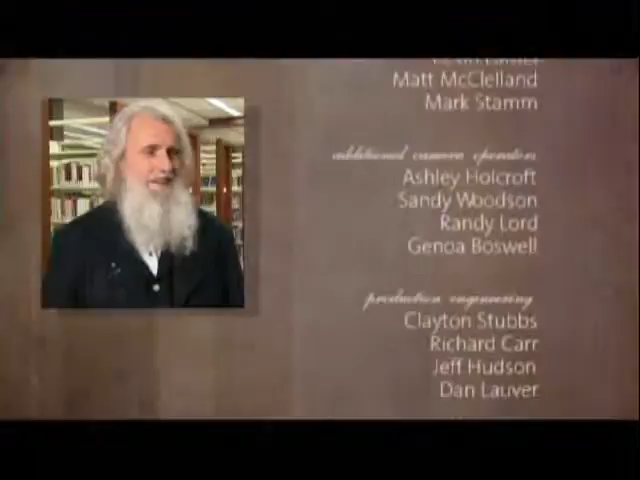 Matt McClelland
Mark Stamm
additional camera operators
Ashley Holcroft
Sandy Woodson
Randy Lord
Genoa Boswell
production engineering
Clayton Stubbs
Richard Carr
Jeff Hudson
Dan Lauver